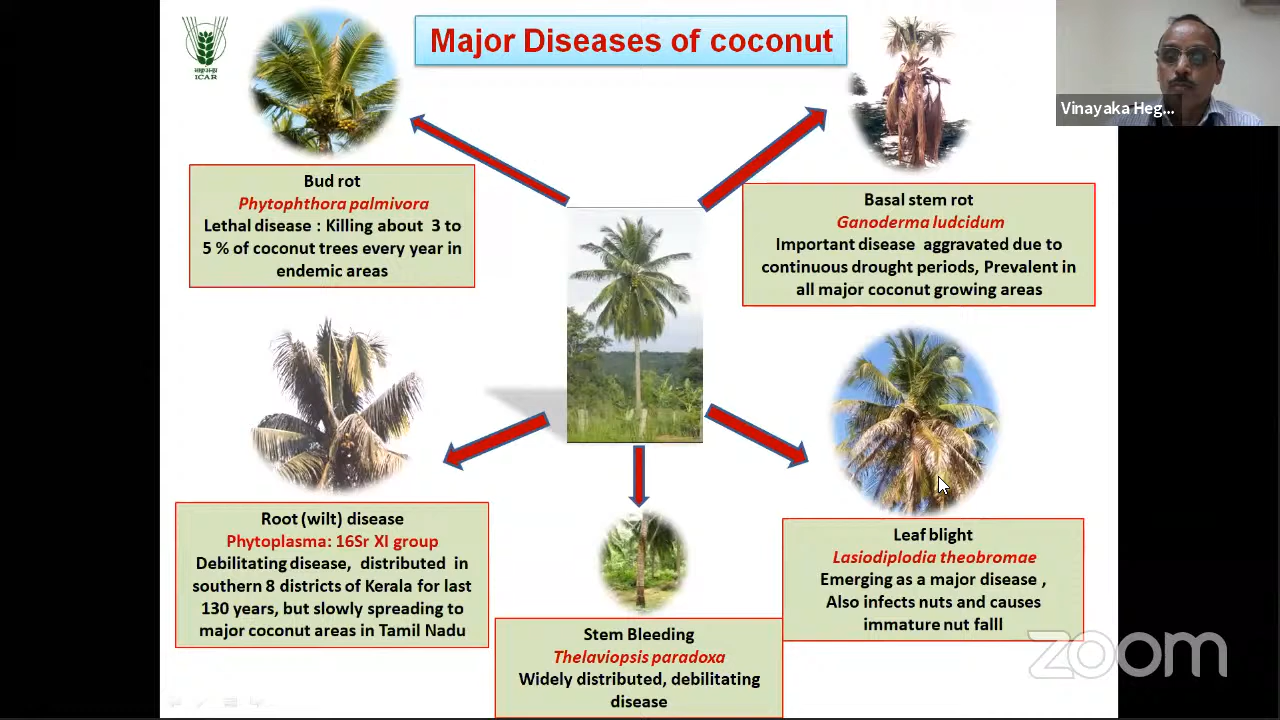 Major Diseases of coconut
ICAR
Vinayaka Heg...
Bud rot
Phytophthora palmivora
Lethal disease : Killing about 3 to
5 % of coconut trees every year in
endemic areas
Basal stem rot
Ganoderma ludcidum
Important disease aggravated due to
continuous drought periods, Prevalent in
all major coconut growing areas
Root (wilt) disease
Phytoplasma: 16Sr XI group
Debilitating disease, distributed in
southern 8 districts of Kerala for last
130 years, but slowly spreading to
major coconut areas in Tamil Nadu
Leaf blight
Lasiodiplodia theobromae
Emerging as a major disease ,
Also infects nuts and causes
immature nut falll
Stem Bleeding
Thelaviopsis paradoxa
Widely distributed, debilitating
disease
zoom